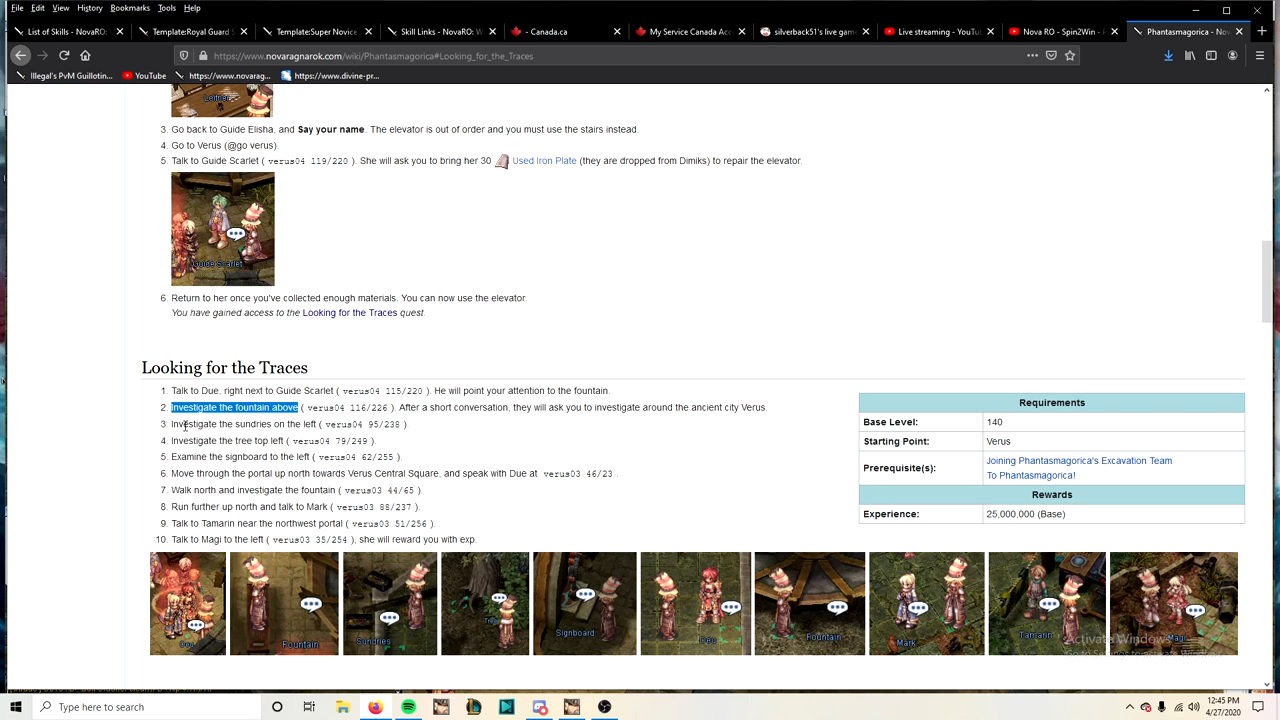 File Edit View History Bookmarks Tools Help
List of Skills - NovaRO:
Template:Royal Guard
Template:Super Novice
Skill Links - NovaRO: W
- Canada.ca
My Service Canada Acc
silverback51's live game
Live streaming - YouTu
Nova RO - Spin2Win - P
Phantasmagorica - No
https://www.novaragnarok.com/wiki/Phantasmagorica#Looking_for_the_Traces
Illegal's PvM Guillotin...
YouTube
https://www.novarag...
https://www.divine-pr...
Leitner
3. Go back to Guide Elisha, and Say your name. The elevator is out of order and you must use the stairs instead.
4. Go to Verus (@go verus).
5. Talk to Guide Scarlet ( verus04 119/220 ). She will ask you to bring her 30 Used Iron Plate (they are dropped from Dimiks) to repair the elevator.
Guide Scarlet
6. Return to her once you've collected enough materials. You can now use the elevator.
You have gained access to the Looking for the Traces quest.
Looking for the Traces
1. Talk to Due, right next to Guide Scarlet ( verus04 115/220 ). He will point your attention to the fountain.
2. Investigate the fountain above ( verus04 116/226 ). After a short conversation, they will ask you to investigate around the ancient city Verus.
3. Investigate the sundries on the left ( verus04 95/238 ).
4. Investigate the tree top left ( verus04 79/249 ).
5. Examine the signboard to the left ( verus04 62/255 ).
6. Move through the portal up north towards Verus Central Square, and speak with Due at verus03 46/23 .
7. Walk north and investigate the fountain ( verus03 44/65 ).
8. Run further up north and talk to Mark ( verus03 88/237 ).
9. Talk to Tamarin near the northwest portal ( verus03 51/256 ).
10. Talk to Magi to the left ( verus03 35/254 ), she will reward you with exp.
Requirements
Base Level: 140
Starting Point: Verus
Prerequisite(s): Joining Phantasmagorica's Excavation Team
To Phantasmagorica!
Rewards
Experience: 25,000,000 (Base)
Fountain
Sundries
Tree
Signboard
Fountain
Mark
Tamarin
Magi
Activate Windows
Go to Settings to activate Windows.
Type here to search
12:45 PM
4/27/2020